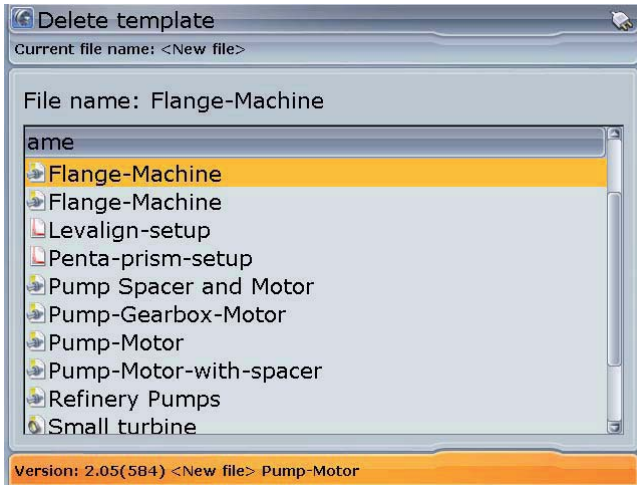 Delete template
Current file name: <New file>
File name: Flange-Machine
ame
Flange-Machine
Flange-Machine
Levalign-setup
Penta-prism-setup
Pump Spacer and Motor
Pump-Gearbox-Motor
Pump-Motor
Pump-Motor-with-spacer
Refinery Pumps
Small turbine
Version: 2.05(584) <New file> Pump-Motor